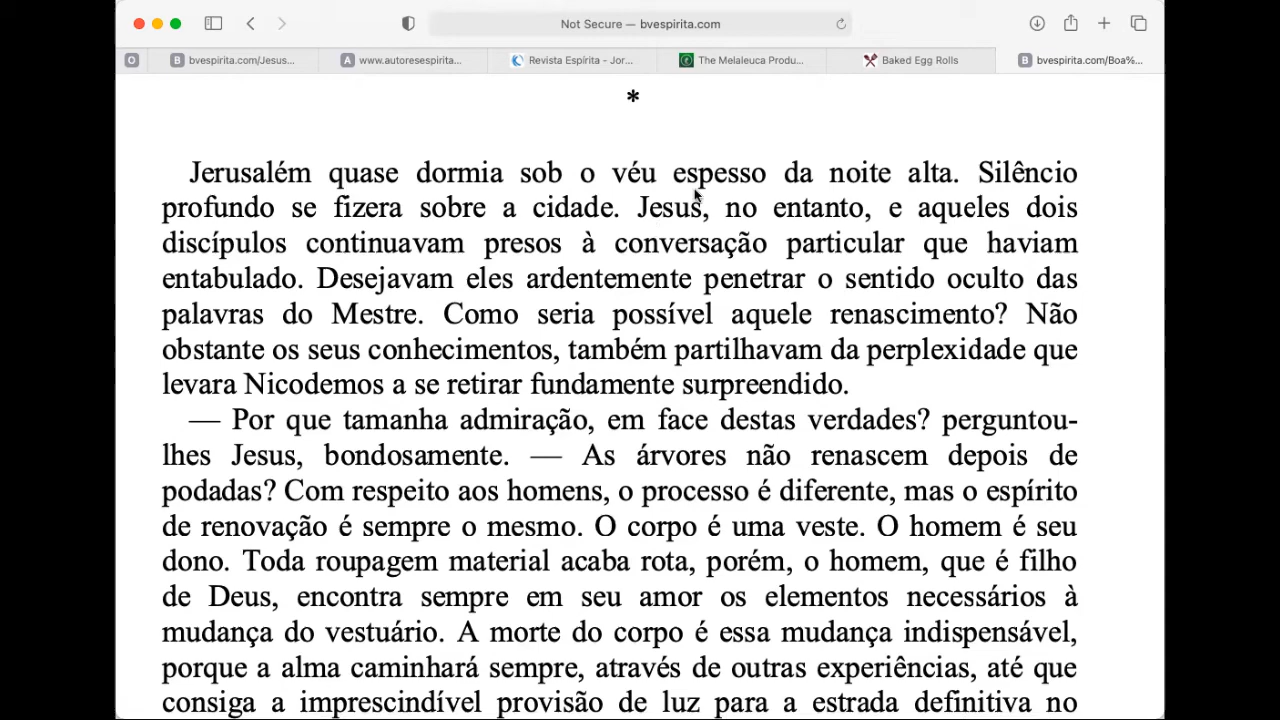 Not Secure — bvespirita.com
O
B bvespirita.com/Jesus...
A www.autoresespirita...
Revista Espírita - Jor...
The Melaleuca Produ...
Baked Egg Rolls
B bvespirita.com/Boa%...
*
Jerusalém quase dormia sob o véu espesso da noite alta. Silêncio
profundo se fizera sobre a cidade. Jesus, no entanto, e aqueles dois
discípulos continuavam presos à conversação particular que haviam
entabulado. Desejavam eles ardentemente penetrar o sentido oculto das
palavras do Mestre. Como seria possível aquele renascimento? Não
obstante os seus conhecimentos, também partilhavam da perplexidade que
levara Nicodemos a se retirar fundamente surpreendido.
— Por que tamanha admiração, em face destas verdades? perguntou-
lhes Jesus, bondosamente. — As árvores não renascem depois de
podadas? Com respeito aos homens, o processo é diferente, mas o espírito
de renovação é sempre o mesmo. O corpo é uma veste. O homem é seu
dono. Toda roupagem material acaba rota, porém, o homem, que é filho
de Deus, encontra sempre em seu amor os elementos necessários à
mudança do vestuário. A morte do corpo é essa mudança indispensável,
porque a alma caminhará sempre, através de outras experiências, até que
consiga a imprescindível provisão de luz para a estrada definitiva no